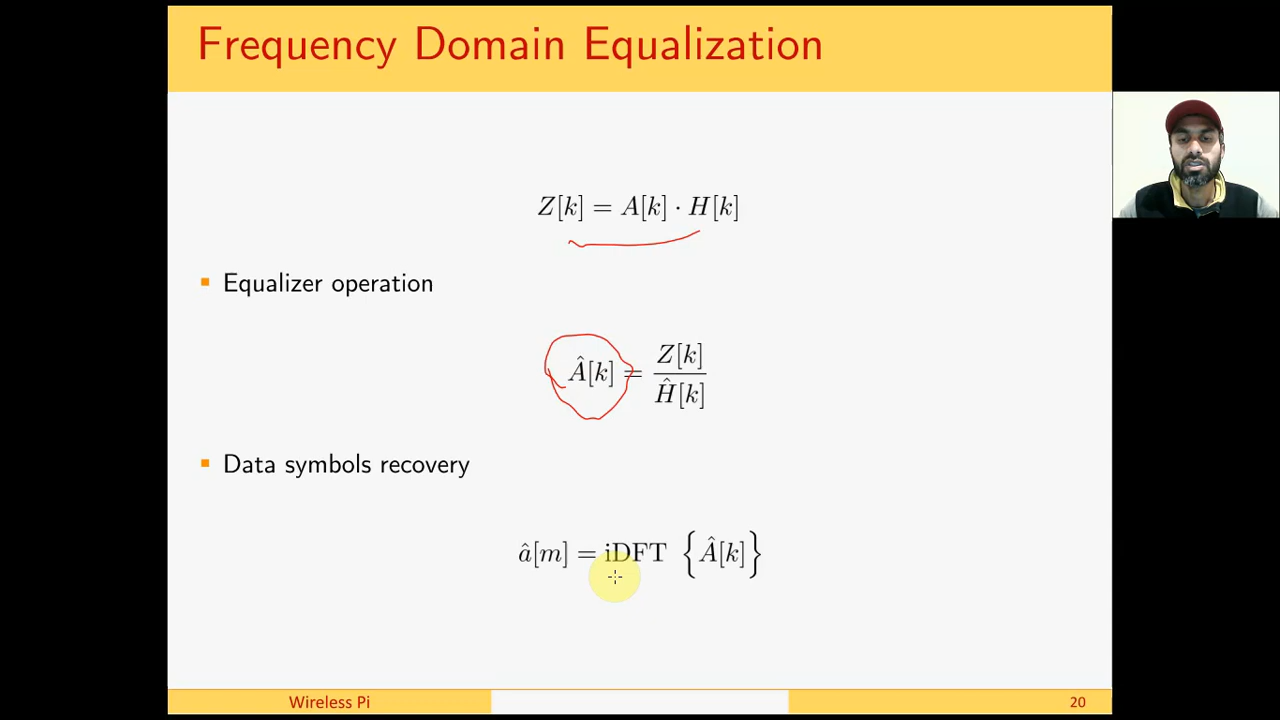 Frequency Domain Equalization
Z[k] = A[k] · H[k]
Equalizer operation
Â[k] = Z[k] / Ĥ[k]
Data symbols recovery
â[m] = iDFT { Â[k] }
Wireless Pi 20